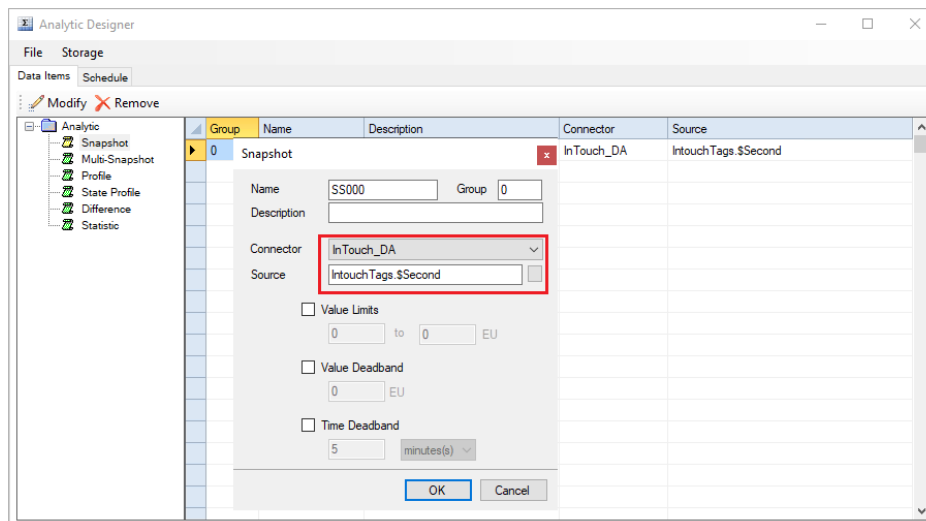 Analytic Designer
File Storage
Data Items Schedule
Modify Remove
Analytic
Snapshot
Multi-Snapshot
Profile
State Profile
Difference
Statistic
Group Name Description Connector Source
0 InTouch_DA IntouchTags.$Second
Snapshot x
Name SS000 Group 0
Description
Connector InTouch_DA
Source IntouchTags.$Second
Value Limits
0 to 0 EU
Value Deadband
0 EU
Time Deadband
5 minutes(s)
OK Cancel